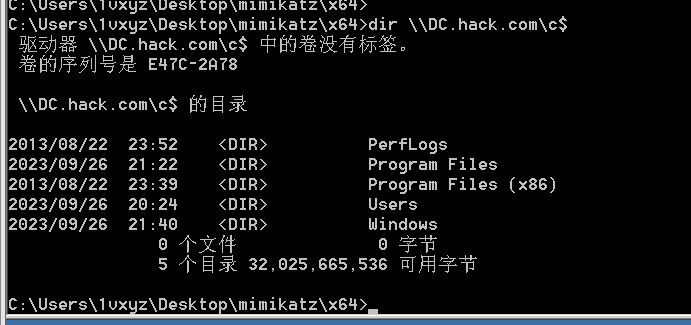 C:\Users\1vxyz\Desktop\mimikatz\x64>
C:\Users\1vxyz\Desktop\mimikatz\x64>dir \\DC.hack.com\c$
驱动器 \\DC.hack.com\c$ 中的卷没有标签。
卷的序列号是 E47C-2A78
\\DC.hack.com\c$ 的目录
2013/08/22 23:52 <DIR> PerfLogs
2023/09/26 21:22 <DIR> Program Files
2013/08/22 23:39 <DIR> Program Files (x86)
2023/09/26 20:24 <DIR> Users
2023/09/26 21:40 <DIR> Windows
0 个文件 0 字节
5 个目录 32,025,665,536 可用字节
C:\Users\1vxyz\Desktop\mimikatz\x64>